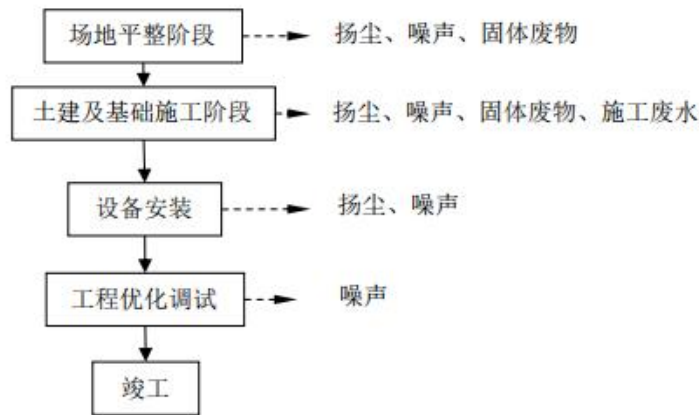 场地平整阶段
扬尘、噪声、固体废物
土建及基础施工阶段
扬尘、噪声、固体废物、施工废水
设备安装
扬尘、噪声
工程优化调试
噪声
竣工